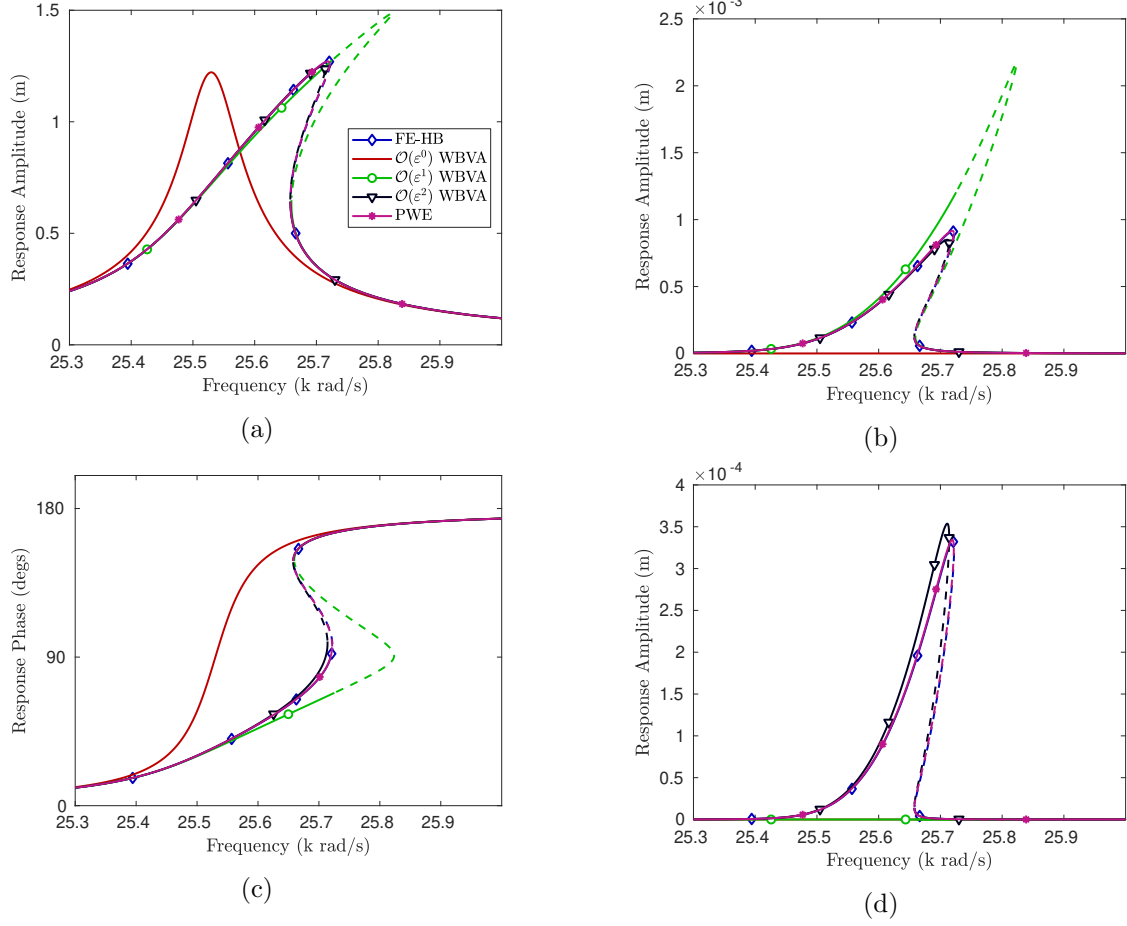 1.5
1
0.5
0
25.3 25.4 25.5 25.6 25.7 25.8 25.9
Response Amplitude (m)
Frequency (k rad/s)
FE-HB
𝒪(ε⁰) WBVA
𝒪(ε¹) WBVA
𝒪(ε²) WBVA
PWE
(a)
×10⁻³
2.5
2
1.5
1
0.5
0
25.3 25.4 25.5 25.6 25.7 25.8 25.9
Response Amplitude (m)
Frequency (k rad/s)
(b)
180
90
0
25.3 25.4 25.5 25.6 25.7 25.8 25.9
Response Phase (degs)
Frequency (k rad/s)
(c)
×10⁻⁴
4
3.5
3
2.5
2
1.5
1
0.5
0
25.3 25.4 25.5 25.6 25.7 25.8 25.9
Response Amplitude (m)
Frequency (k rad/s)
(d)